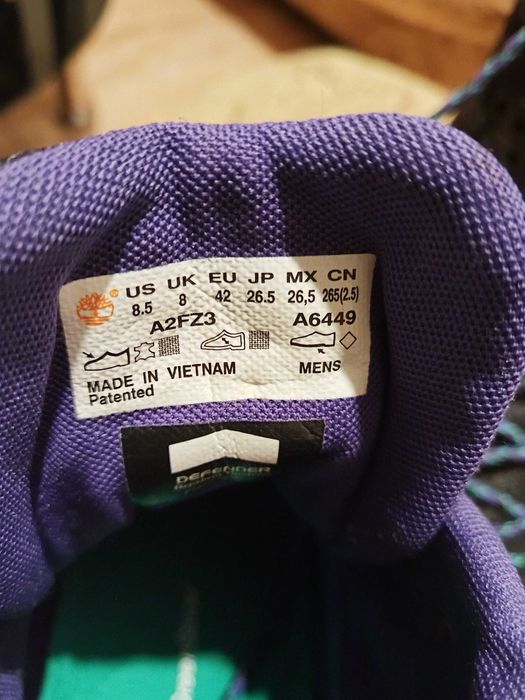 US UK EU JP MX CN
8.5 8 42 26.5 26,5 265(2.5)
A2FZ3 A6449
MADE IN VIETNAM MENS
Patented
DEFENDER